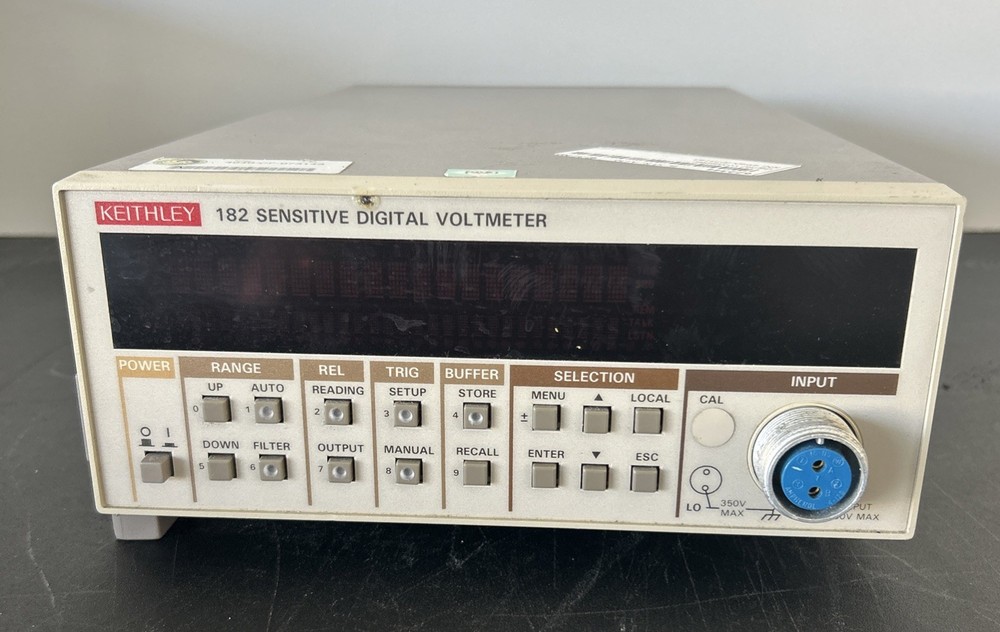 KEITHLEY 182 SENSITIVE DIGITAL VOLTMETER
POWER RANGE REL TRIG BUFFER SELECTION INPUT
UP AUTO READING SETUP STORE MENU ▲ LOCAL CAL
0 1 2 3 4 ±
O I
DOWN FILTER OUTPUT MANUAL RECALL ENTER ▼ ESC
5 6 7 8 9
LO 350V
MAX
V MAX